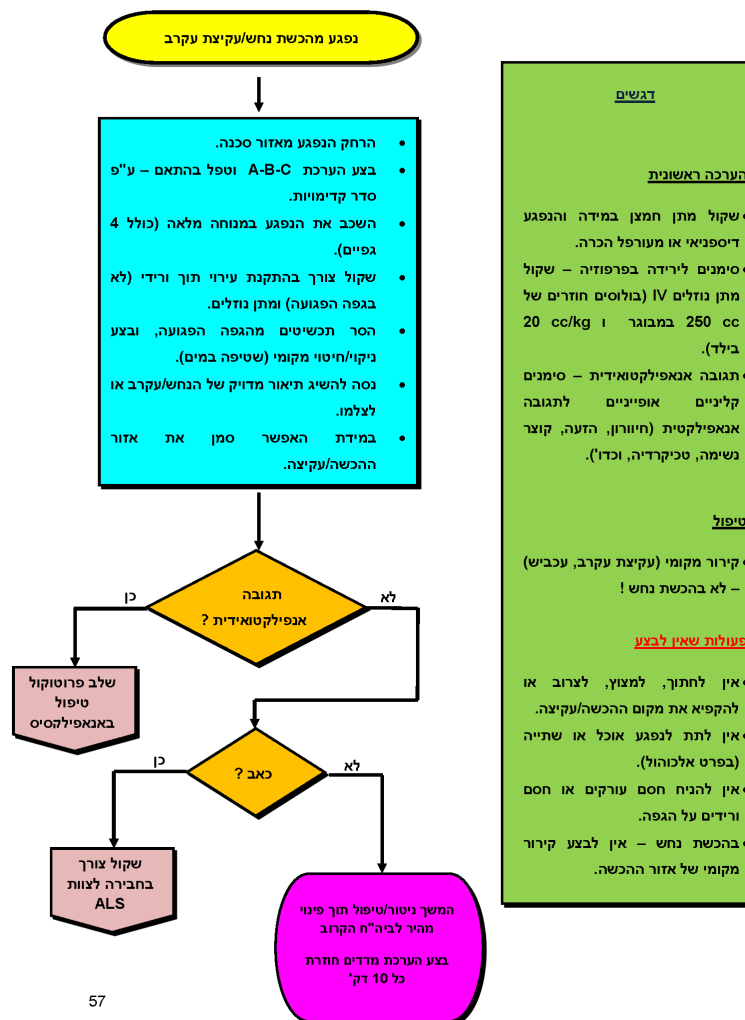 נפגע מהכשת נחש/עקיצת עקרב
הרחק הנפגע מאזור סכנה.
בצע הערכת A-B-C וטפל בהתאם – ע"פ
סדר קדימויות.
השכב את הנפגע במנוחה מלאה (כולל 4
גפיים).
שקול צורך בהתקנת עירוי תוך ורידי (לא
בגפה הפגועה) ומתן נוזלים.
הסר תכשיטים מהגפה הפגועה, ובצע
ניקוי/חיטוי מקומי (שטיפה במים).
נסה להשיג תיאור מדויק של הנחש/עקרב או
לצלמו.
במידת האפשר סמן את אזור
ההכשה/עקיצה.
תגובה
אנפילקטואידית ?
כן
לא
שלב פרוטוקול
טיפול
באנאפילקסיס
כאב ?
כן
לא
שקול צורך
בחבירה לצוות
ALS
המשך ניטור/טיפול תוך פינוי
מהיר לביה"ח הקרוב
בצע הערכת מדדים חוזרת
כל 10 דק'
דגשים
הערכה ראשונית
שקול מתן חמצן במידה והנפגע
דיספניאי או מעורפל הכרה.
סימנים לירידה בפרפוזיה – שקול
מתן נוזלים IV (בולוסים חוזרים של
250 cc במבוגר ו 20 cc/kg
בילד).
תגובה אנאפילקטואידית – סימנים
קליניים אופייניים לתגובה
אנאפילקטית (חיוורון, הזעה, קוצר
נשימה, טכיקרדיה, וכדו').
טיפול
קירור מקומי (עקיצת עקרב, עכביש)
– לא בהכשת נחש !
פעולות שאין לבצע
אין לחתוך, למצוץ, לצרוב או
להקפיא את מקום ההכשה/עקיצה.
אין לתת לנפגע אוכל או שתייה
(בפרט אלכוהול).
אין להניח חסם עורקים או חסם
ורידים על הגפה.
בהכשת נחש – אין לבצע קירור
מקומי של אזור ההכשה.
57